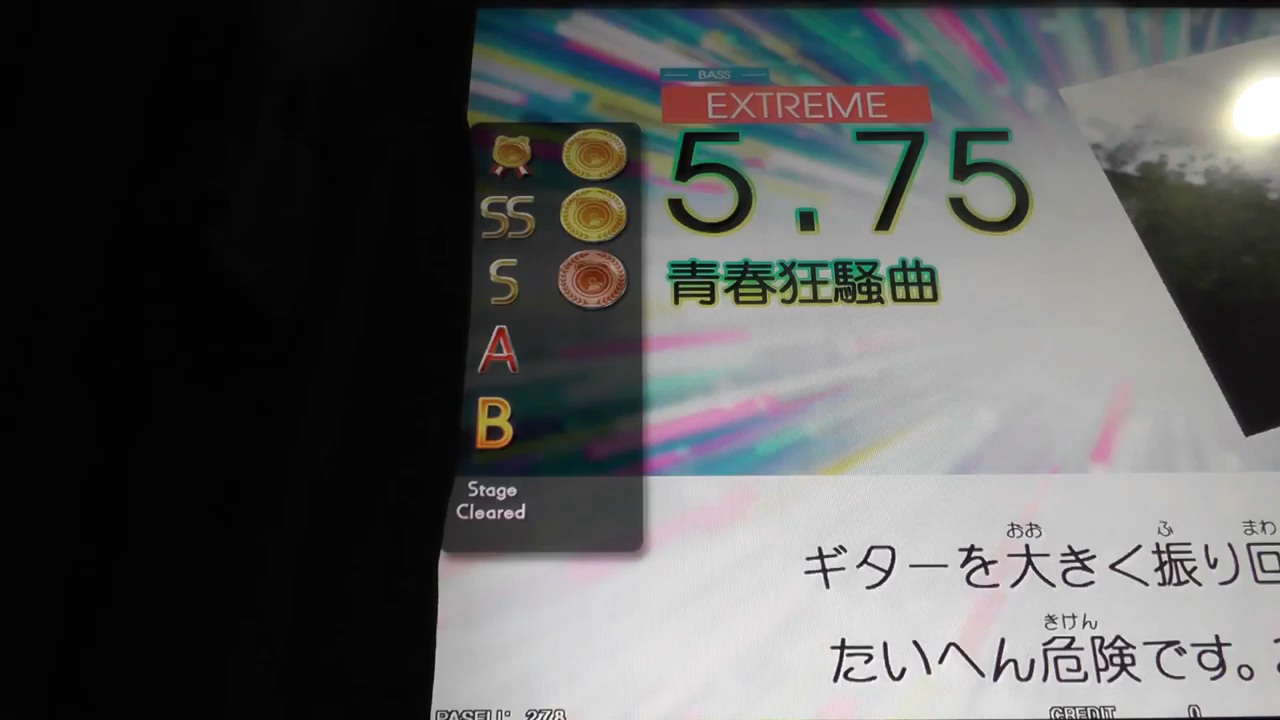 BASS
EXTREME
5.75
青春狂騒曲
SS
S
A
B
Stage
Cleared
おお ふ まわ
ギターを大きく振り回
きけん
たいへん危険です。
PASELI: 278
CREDIT 0